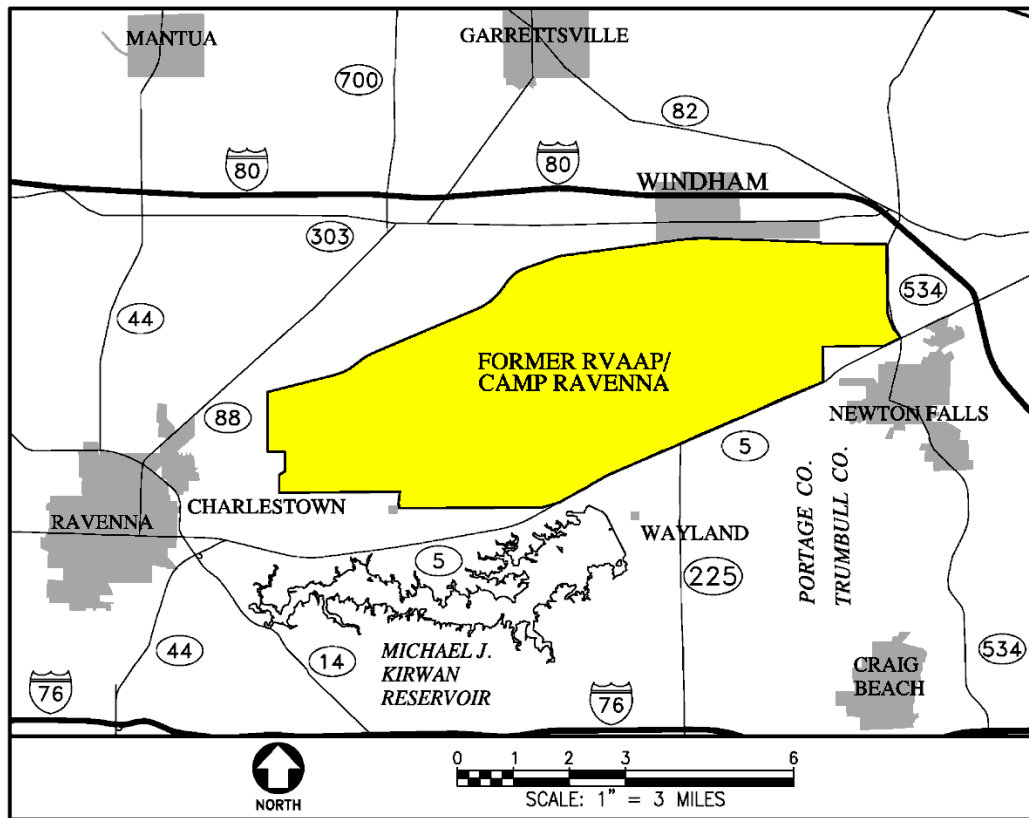 MANTUA
GARRETTSVILLE
700
82
80
80
WINDHAM
303
534
44
FORMER RVAAP/
CAMP RAVENNA
88
NEWTON FALLS
5
CHARLESTOWN
RAVENNA
WAYLAND
5
225
PORTAGE CO.
TRUMBULL CO.
44
14
MICHAEL J.
KIRWAN
RESERVOIR
534
CRAIG
BEACH
76
76
NORTH
0 1 2 3 6
SCALE: 1" = 3 MILES